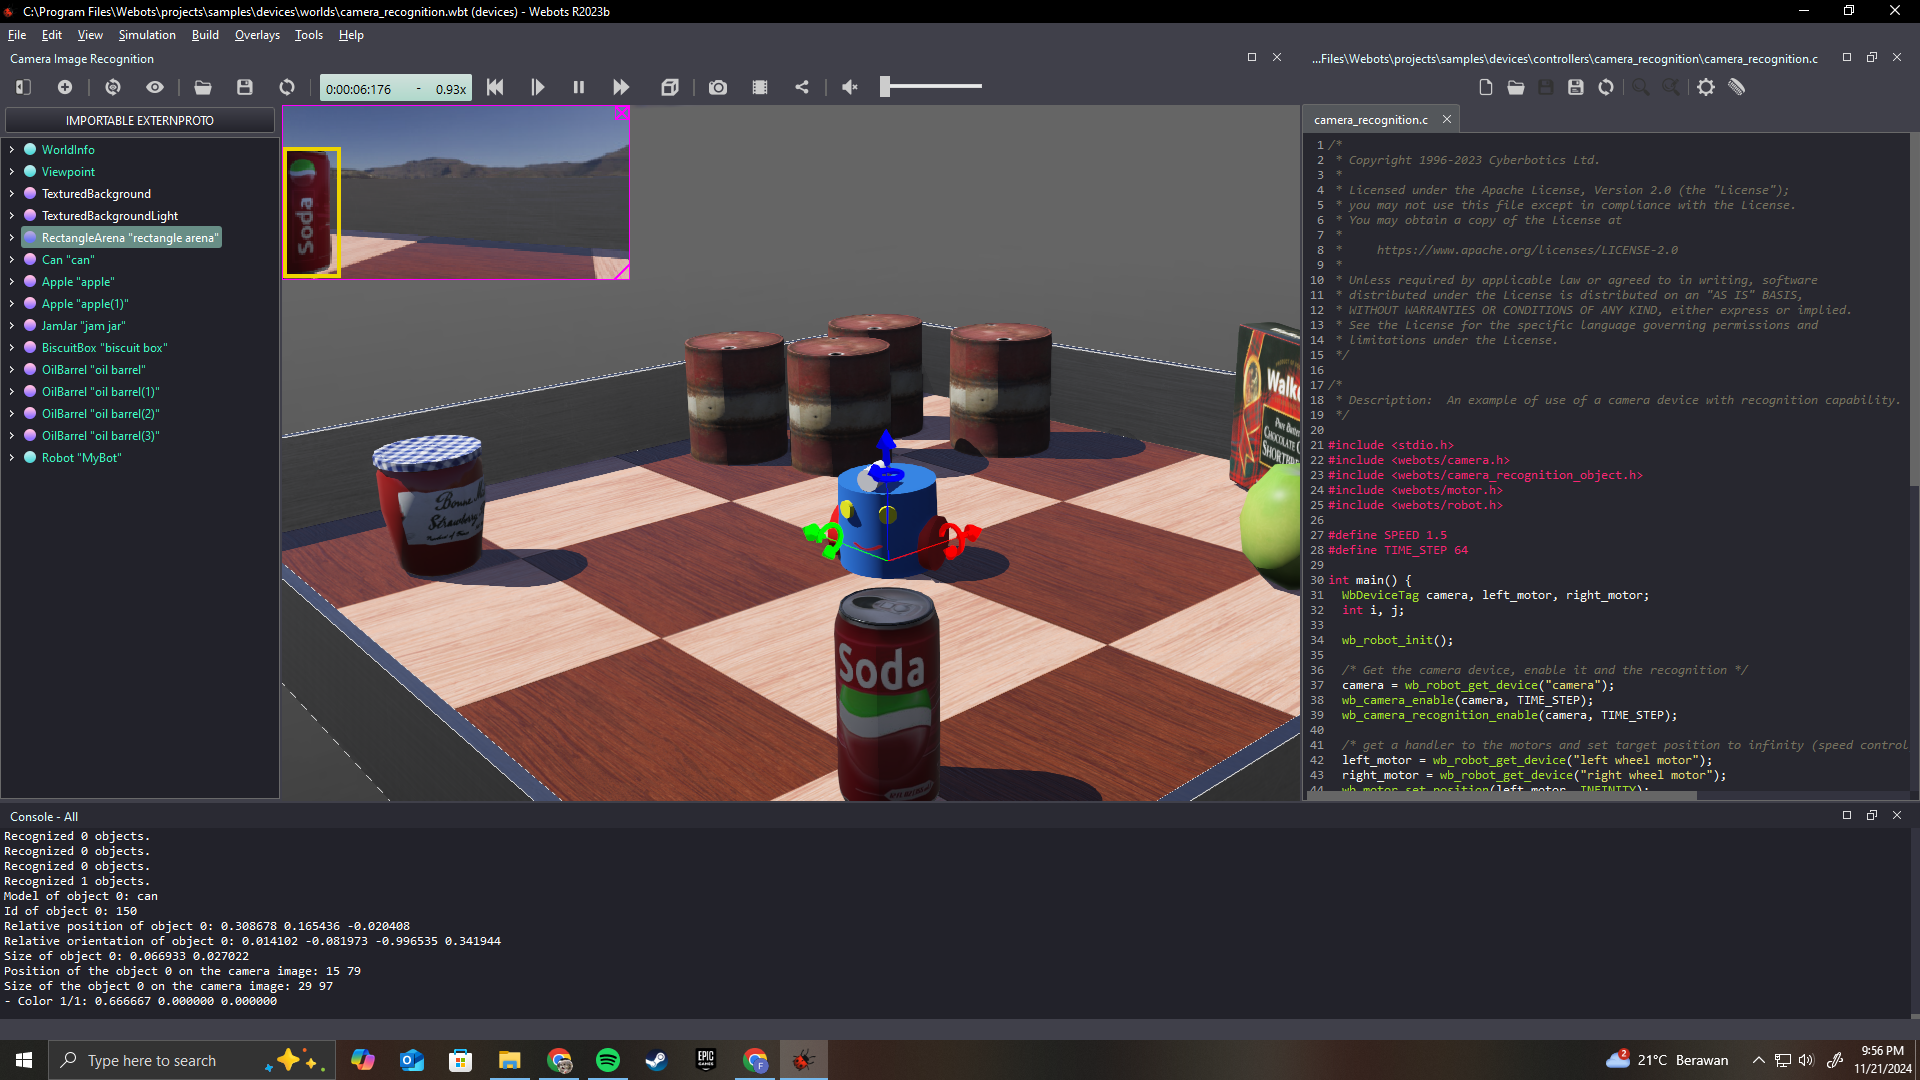 C:\Program Files\Webots\projects\samples\devices\worlds\camera_recognition.wbt (devices) - Webots R2023b
File Edit View Simulation Build Overlays Tools Help
Camera Image Recognition
0:00:06:176 - 0.93x
IMPORTABLE EXTERNPROTO
WorldInfo
Viewpoint
TexturedBackground
TexturedBackgroundLight
RectangleArena "rectangle arena"
Can "can"
Apple "apple"
Apple "apple(1)"
JamJar "jam jar"
BiscuitBox "biscuit box"
OilBarrel "oil barrel"
OilBarrel "oil barrel(1)"
OilBarrel "oil barrel(2)"
OilBarrel "oil barrel(3)"
Robot "MyBot"
Soda
Bonne
Strawberry
Walke
Pure Butter
CHOCOLATE
SHORTBR
Soda
...Files\Webots\projects\samples\devices\controllers\camera_recognition\camera_recognition.c
camera_recognition.c
1 /*
2 * Copyright 1996-2023 Cyberbotics Ltd.
3 *
4 * Licensed under the Apache License, Version 2.0 (the "License");
5 * you may not use this file except in compliance with the License.
6 * You may obtain a copy of the License at
7 *
8 * https://www.apache.org/licenses/LICENSE-2.0
9 *
10 * Unless required by applicable law or agreed to in writing, software
11 * distributed under the License is distributed on an "AS IS" BASIS,
12 * WITHOUT WARRANTIES OR CONDITIONS OF ANY KIND, either express or implied.
13 * See the License for the specific language governing permissions and
14 * limitations under the License.
15 */
16
17 /*
18 * Description:  An example of use of a camera device with recognition capability.
19 */
20
21 #include <stdio.h>
22 #include <webots/camera.h>
23 #include <webots/camera_recognition_object.h>
24 #include <webots/motor.h>
25 #include <webots/robot.h>
26
27 #define SPEED 1.5
28 #define TIME_STEP 64
29
30 int main() {
31 WbDeviceTag camera, left_motor, right_motor;
32 int i, j;
33
34 wb_robot_init();
35
36 /* Get the camera device, enable it and the recognition */
37 camera = wb_robot_get_device("camera");
38 wb_camera_enable(camera, TIME_STEP);
39 wb_camera_recognition_enable(camera, TIME_STEP);
40
41 /* get a handler to the motors and set target position to infinity (speed control
42 left_motor = wb_robot_get_device("left wheel motor");
43 right_motor = wb_robot_get_device("right wheel motor");
44 wb_motor_set_position(left_motor, INFINITY);
Console - All
Recognized 0 objects.
Recognized 0 objects.
Recognized 0 objects.
Recognized 1 objects.
Model of object 0: can
Id of object 0: 150
Relative position of object 0: 0.308678 0.165436 -0.020408
Relative orientation of object 0: 0.014102 -0.081973 -0.996535 0.341944
Size of object 0: 0.066933 0.027022
Position of the object 0 on the camera image: 15 79
Size of the object 0 on the camera image: 29 97
- Color 1/1: 0.666667 0.000000 0.000000
Type here to search
EPIC
GAMES
F
2
21°C Berawan
9:56 PM
11/21/2024